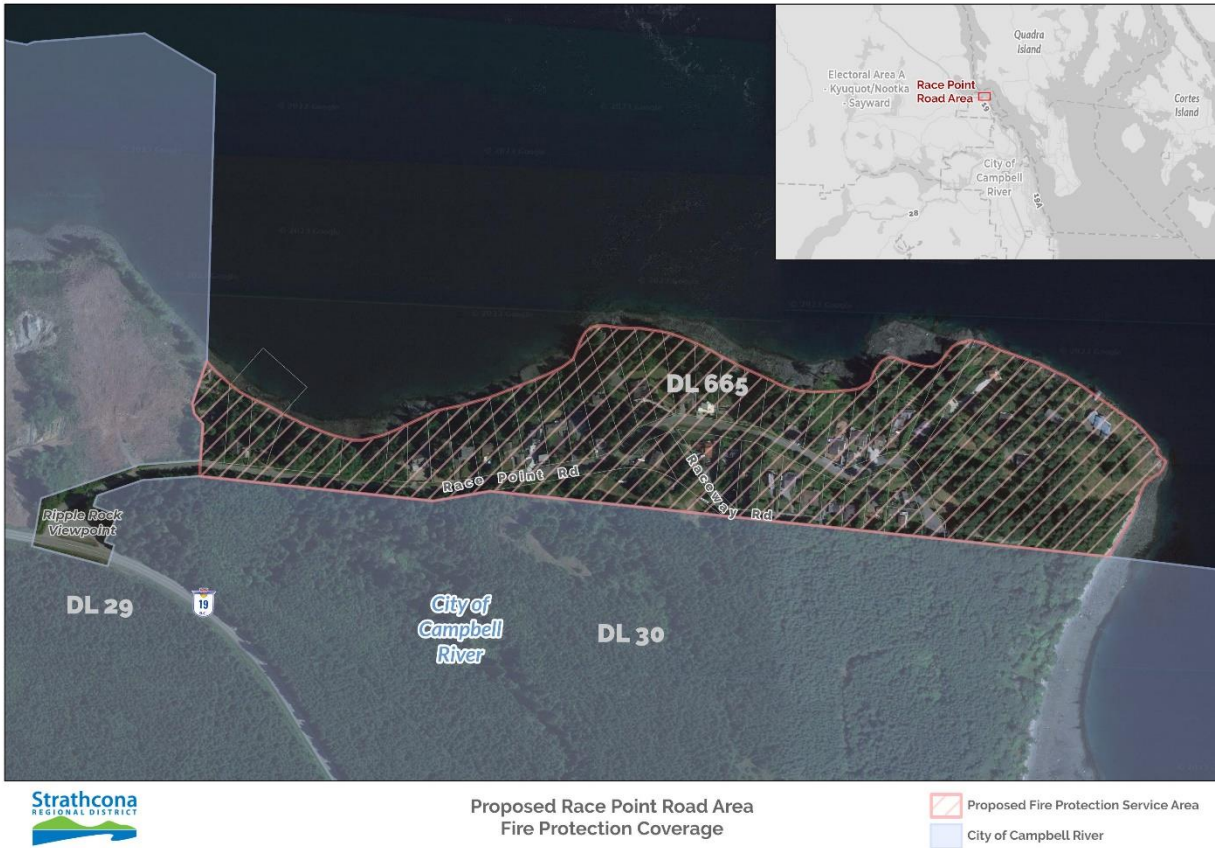 Quadra
Island
Electoral Area A
- Kyuquot/Nootka
- Sayward
Race Point
Road Area
Cortes
Island
19
City of
Campbell
River
19A
28
DL 665
Race Point Rd
Raceway Rd
Ripple Rock
Viewpoint
DL 29
19
City of
Campbell
River
DL 30
Strathcona
REGIONAL DISTRICT
Proposed Race Point Road Area
Fire Protection Coverage
Proposed Fire Protection Service Area
City of Campbell River